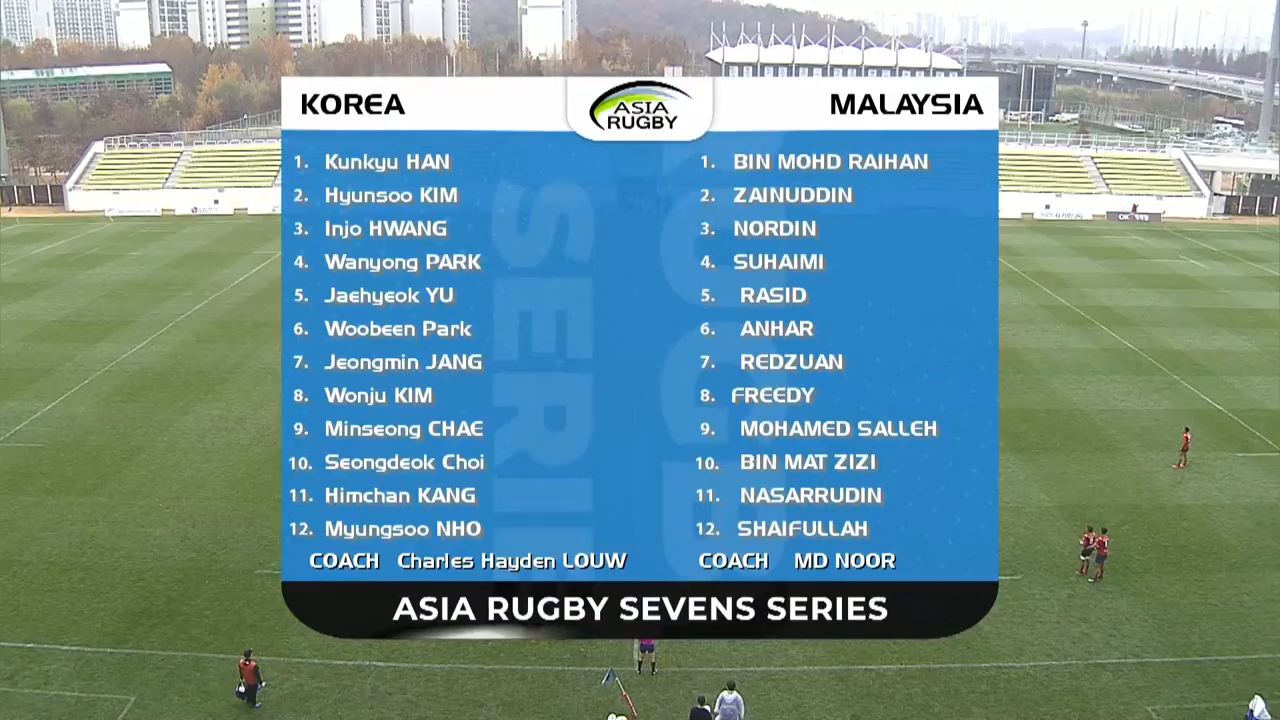 KOREA
ASIA
RUGBY
MALAYSIA
1. Kunkyu HAN
2. Hyunsoo KIM
3. Injo HWANG
4. Wanyong PARK
5. Jaehyeok YU
6. Woobeen Park
7. Jeongmin JANG
8. Wonju KIM
9. Minseong CHAE
10. Seongdeok Choi
11. Himchan KANG
12. Myungsoo NHO
COACH Charles Hayden LOUW
1. BIN MOHD RAIHAN
2. ZAINUDDIN
3. NORDIN
4. SUHAIMI
5. RASID
6. ANHAR
7. REDZUAN
8. FREEDY
9. MOHAMED SALLEH
10. BIN MAT ZIZI
11. NASARRUDIN
12. SHAIFULLAH
COACH MD NOOR
ASIA RUGBY SEVENS SERIES